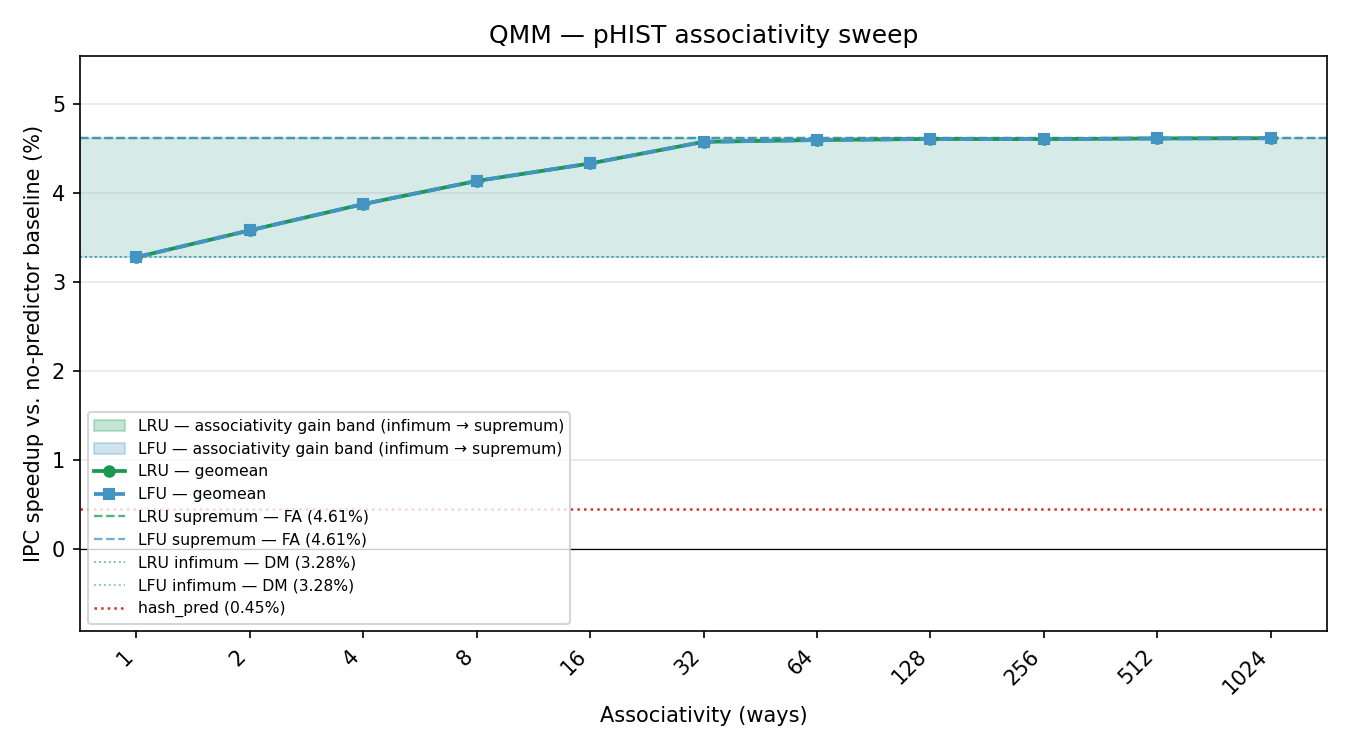 QMM — pHIST associativity sweep
IPC speedup vs. no-predictor baseline (%)
5
4
3
2
1
0
LRU — associativity gain band (infimum → supremum)
LFU — associativity gain band (infimum → supremum)
LRU — geomean
LFU — geomean
LRU supremum — FA (4.61%)
LFU supremum — FA (4.61%)
LRU infimum — DM (3.28%)
LFU infimum — DM (3.28%)
hash_pred (0.45%)
1 2 4 8 16 32 64 128 256 512 1024
Associativity (ways)